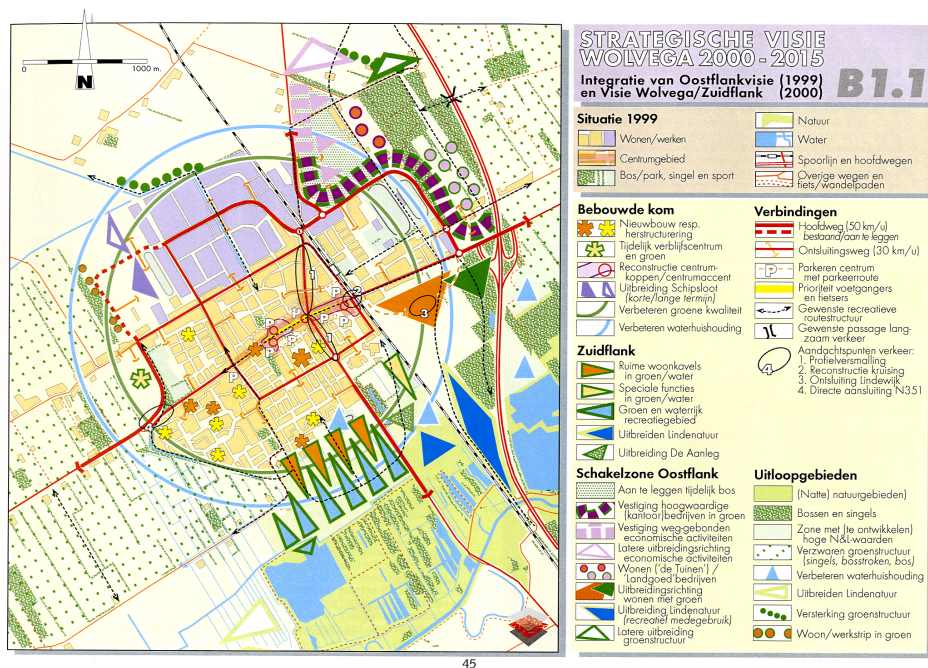 0
1000 m.
N
P
P
P
P
P
P
P
P
1
1
2
3
4
STRATEGISCHE VISIE
WOLVEGA 2000 - 2015
Integratie van Oostflankvisie (1999)
en Visie Wolvega/Zuidflank (2000)
B1.1
Situatie 1999
Wonen/werken
Centrumgebied
Bos/park, singel en sport
Natuur
Water
Spoorlijn en hoofdwegen
Overige wegen en
fiets/wandelpaden
Bebouwde kom
Nieuwbouw resp.
herstructurering
Tijdelijk verblijfscentrum
en groen
Reconstructie centrum-
koppen/centrumaccent
Uitbreiding Schipsloot
(korte/lange termijn)
Verbeteren groene kwaliteit
Verbeteren waterhuishouding
Verbindingen
Hoofdweg (50 km/u)
bestaand/aan te leggen
Ontsluitingsweg (30 km/u)
P
Parkeren centrum
met parkeerroute
Prioriteit voetgangers
en fietsers
Gewenste recreatieve
routestructuur
Gewenste passage lang-
zaam verkeer
4
Aandachtspunten verkeer:
1. Profielversmalling
2. Reconstructie kruising
3. Ontsluiting Lindewijk
4. Directe aansluiting N351
Zuidflank
Ruime woonkavels
in groen/water
Speciale functies
in groen/water
Groen en waterrijk
recreatiegebied
Uitbreiden Lindenatuur
Uitbreiding De Aanleg
Schakelzone Oostflank
Aan te leggen tijdelijk bos
Vestiging hoogwaardige
(kantoor)bedrijven in groen
Vestiging weg-gebonden
economische activiteiten
Latere uitbreidingsrichting
economische activiteiten
Wonen ('de Tuinen') /
'Landgoed'bedrijven
Uitbreidingsrichting
wonen met groen
Uitbreiding Lindenatuur
(recreatief medegebruik)
Latere uitbreiding
groenstructuur
Uitloopgebieden
(Natte) natuurgebieden)
Bossen en singels
Zone met (te ontwikkelen)
hoge N&L-waarden
Verzwaren groenstructuur
(singels, bosstroken, bos)
Verbeteren waterhuishouding
Uitbreiden Lindenatuur
Versterking groenstructuur
Woon/werkstrip in groen
45